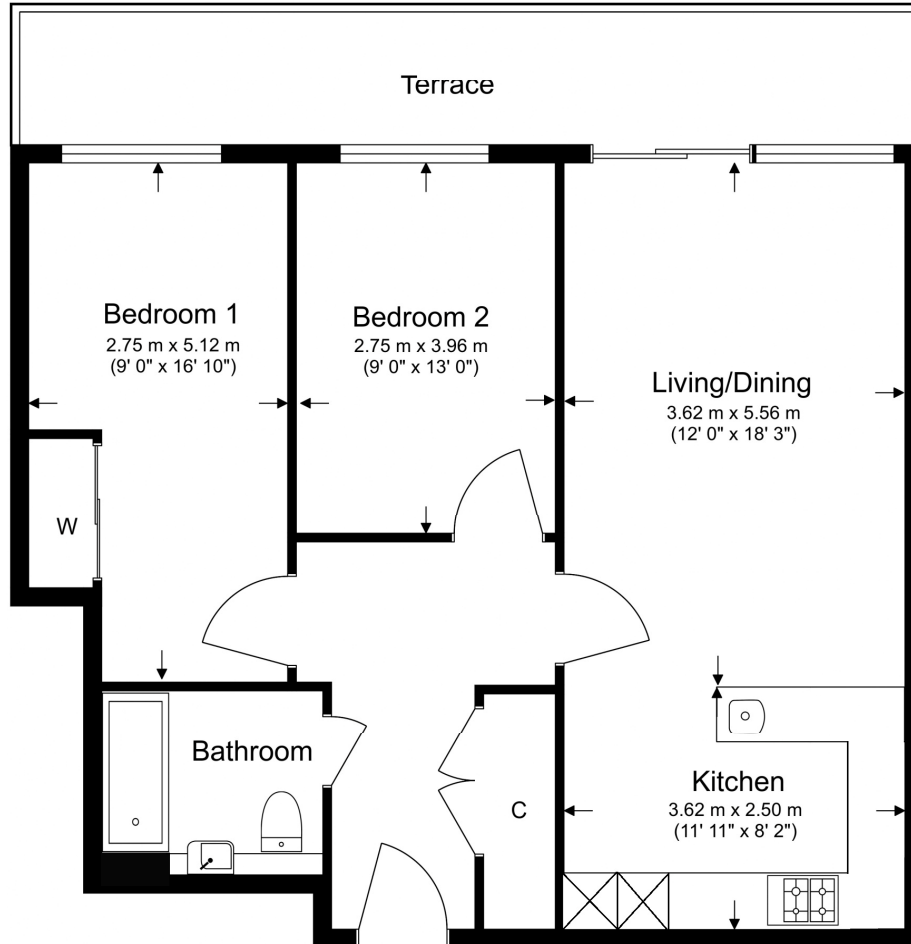 Terrace
Bedroom 1
2.75 m x 5.12 m
(9' 0" x 16' 10")
Bedroom 2
2.75 m x 3.96 m
(9' 0" x 13' 0")
Living/Dining
3.62 m x 5.56 m
(12' 0" x 18' 3")
W
Bathroom
C
Kitchen
3.62 m x 2.50 m
(11' 11" x 8' 2")